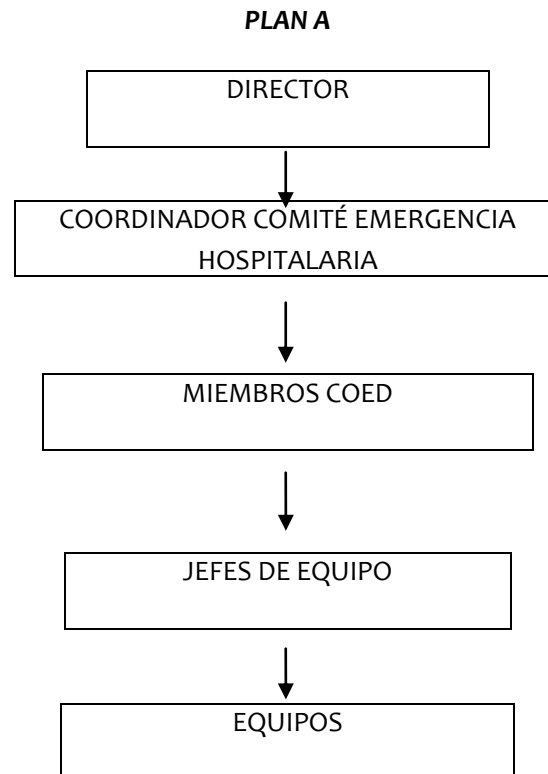 PLAN A
DIRECTOR
COORDINADOR COMITÉ EMERGENCIA
HOSPITALARIA
MIEMBROS COED
JEFES DE EQUIPO
EQUIPOS